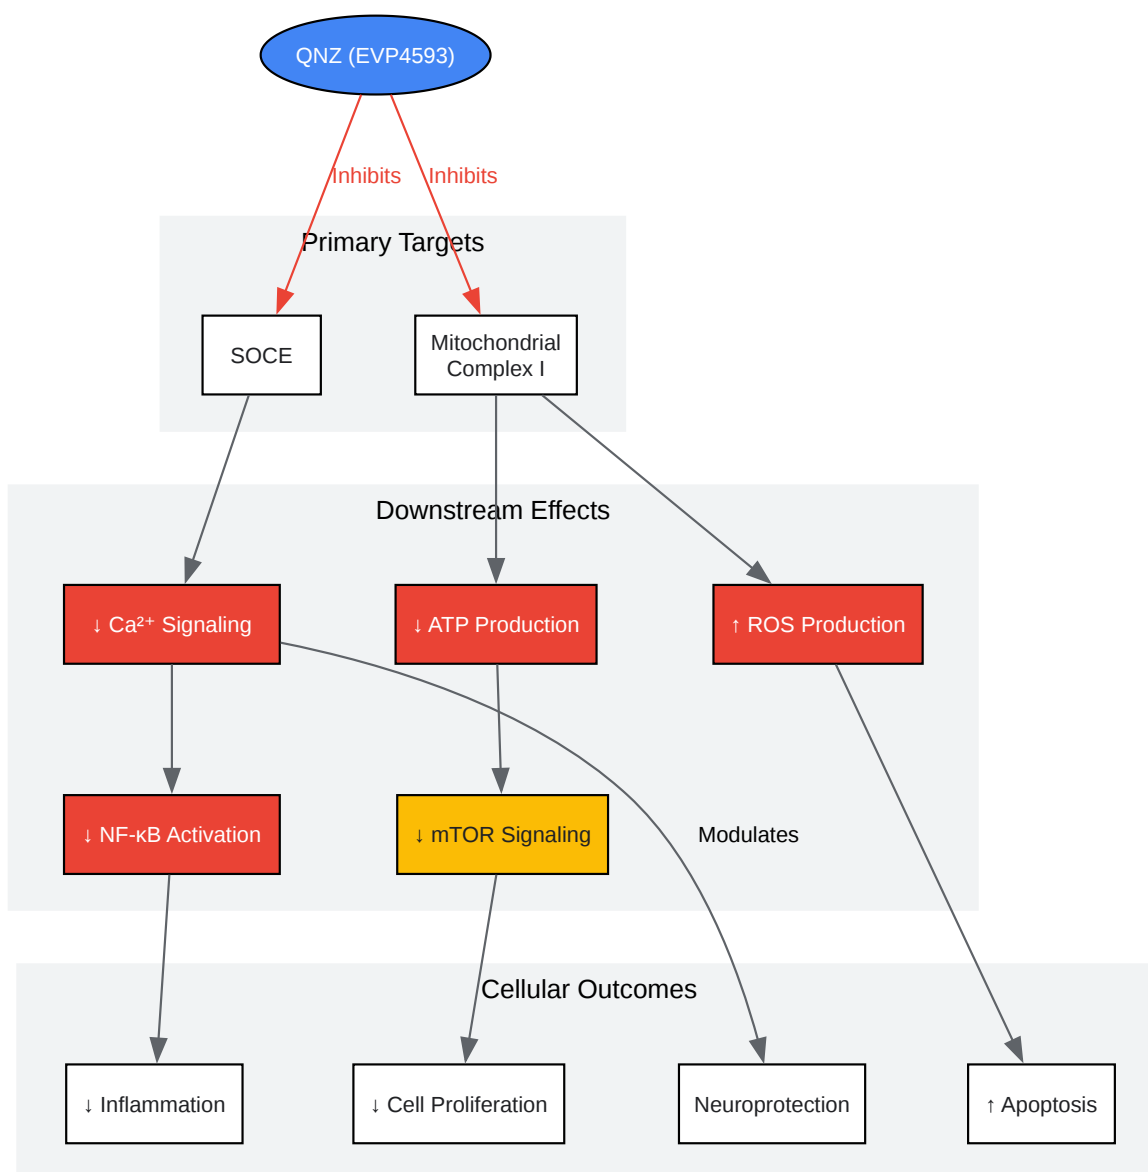 QNZ (EVP4593)
Inhibits
Inhibits
Primary Targets
SOCE
Mitochondrial
Complex I
Downstream Effects
↓ Ca²⁺ Signaling
↓ ATP Production
↑ ROS Production
↓ NF-κB Activation
↓ mTOR Signaling
Modulates
Cellular Outcomes
↓ Inflammation
↓ Cell Proliferation
Neuroprotection
↑ Apoptosis